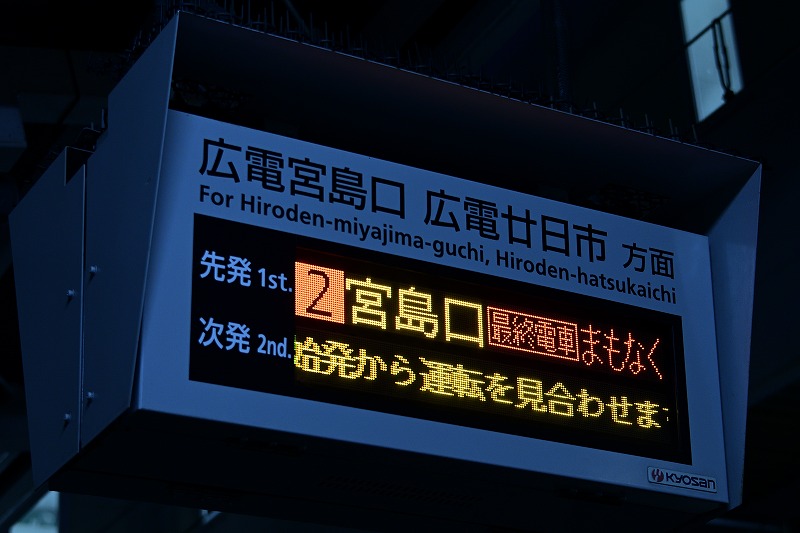 広電宮島口 広電廿日市 方面
For Hiroden-miyajima-guchi, Hiroden-hatsukaichi
先発 1st. 2 宮島口 最終電車 まもなく
次発 2nd. 始発から運転を見合わせま
KYOSAN